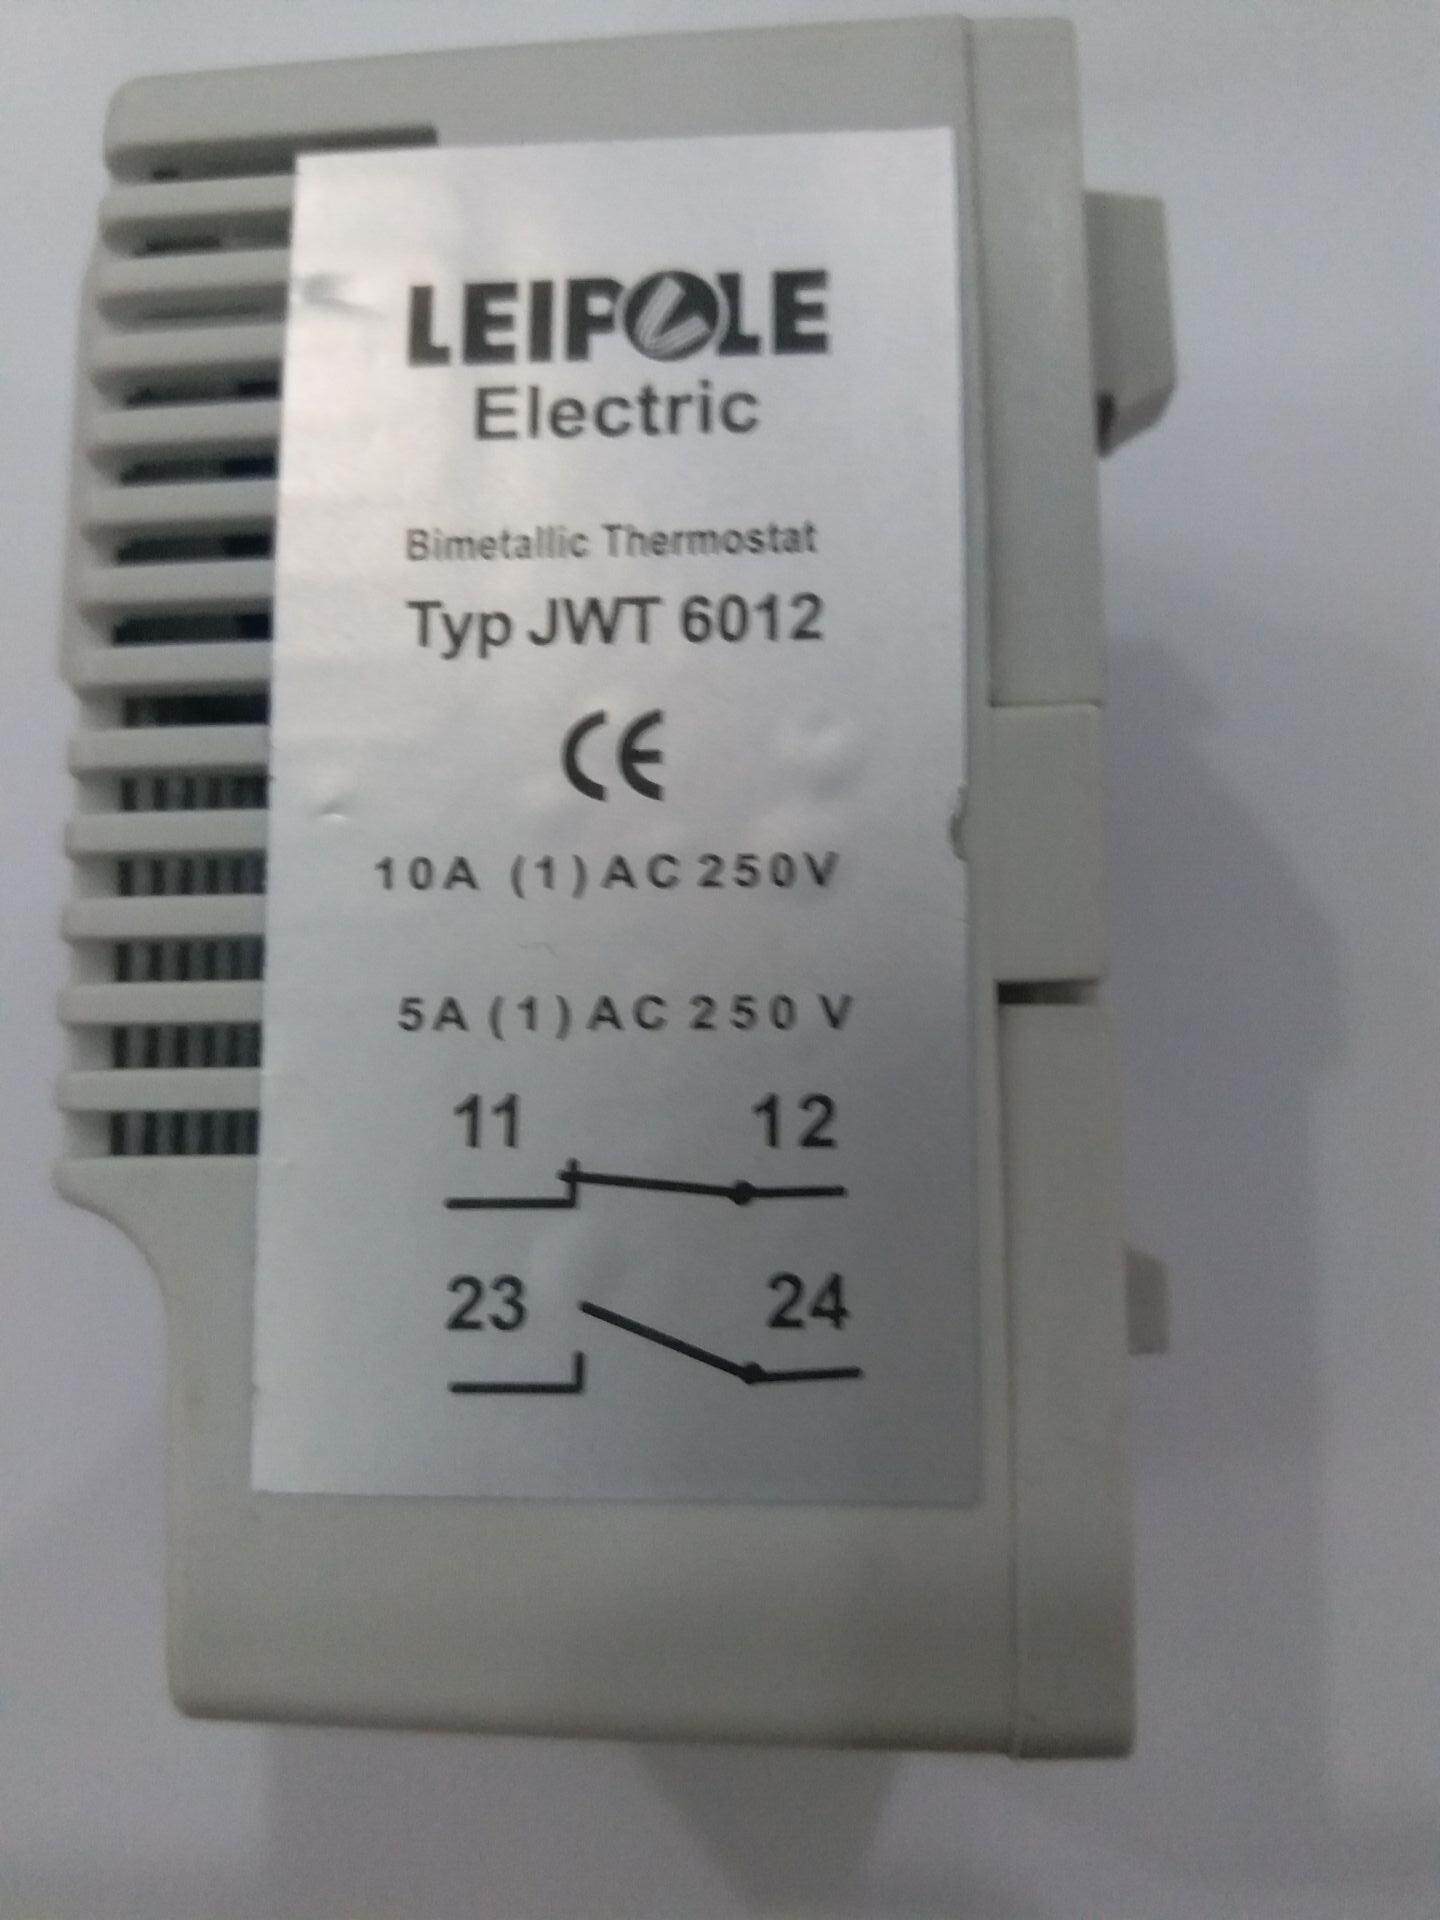 LEIPOLE
Electric
Bimetallic Thermostat
Typ JWT 6012
CE
10A (1) AC 250V
5A (1) AC 250 V
11 12
23 24